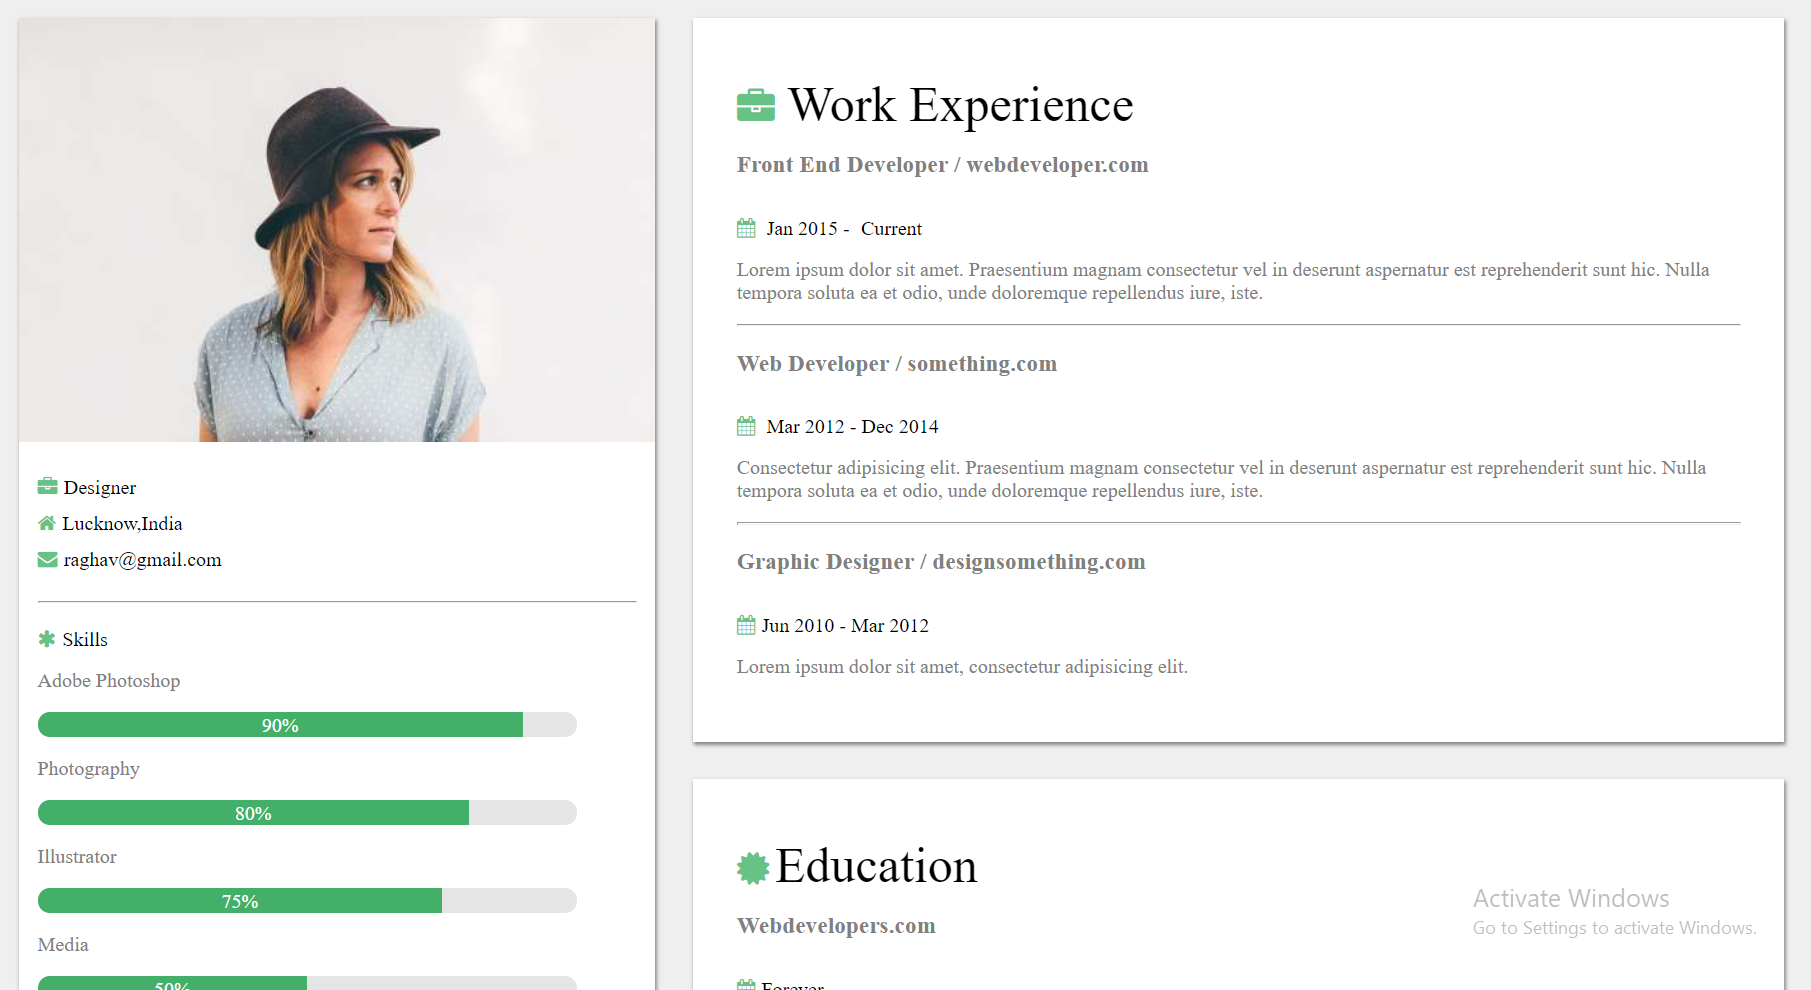 Designer
Lucknow,India
raghav@gmail.com
Skills
Adobe Photoshop
90%
Photography
80%
Illustrator
75%
Media
50%
Work Experience
Front End Developer / webdeveloper.com
Jan 2015 - Current
Lorem ipsum dolor sit amet. Praesentium magnam consectetur vel in deserunt aspernatur est reprehenderit sunt hic. Nulla
tempora soluta ea et odio, unde doloremque repellendus iure, iste.
Web Developer / something.com
Mar 2012 - Dec 2014
Consectetur adipisicing elit. Praesentium magnam consectetur vel in deserunt aspernatur est reprehenderit sunt hic. Nulla
tempora soluta ea et odio, unde doloremque repellendus iure, iste.
Graphic Designer / designsomething.com
Jun 2010 - Mar 2012
Lorem ipsum dolor sit amet, consectetur adipisicing elit.
Education
Webdevelopers.com
Forever
Activate Windows
Go to Settings to activate Windows.